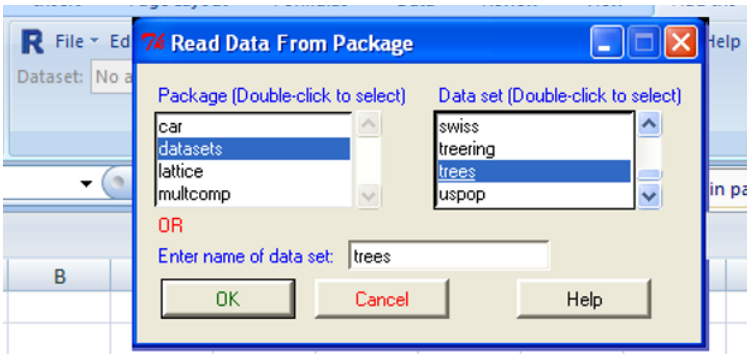 R File Ed
Dataset: No a
Help
in pa
B
7% Read Data From Package
Package (Double-click to select)
car
datasets
lattice
multcomp
Data set (Double-click to select)
swiss
treering
trees
uspop
OR
Enter name of data set: trees
OK Cancel Help